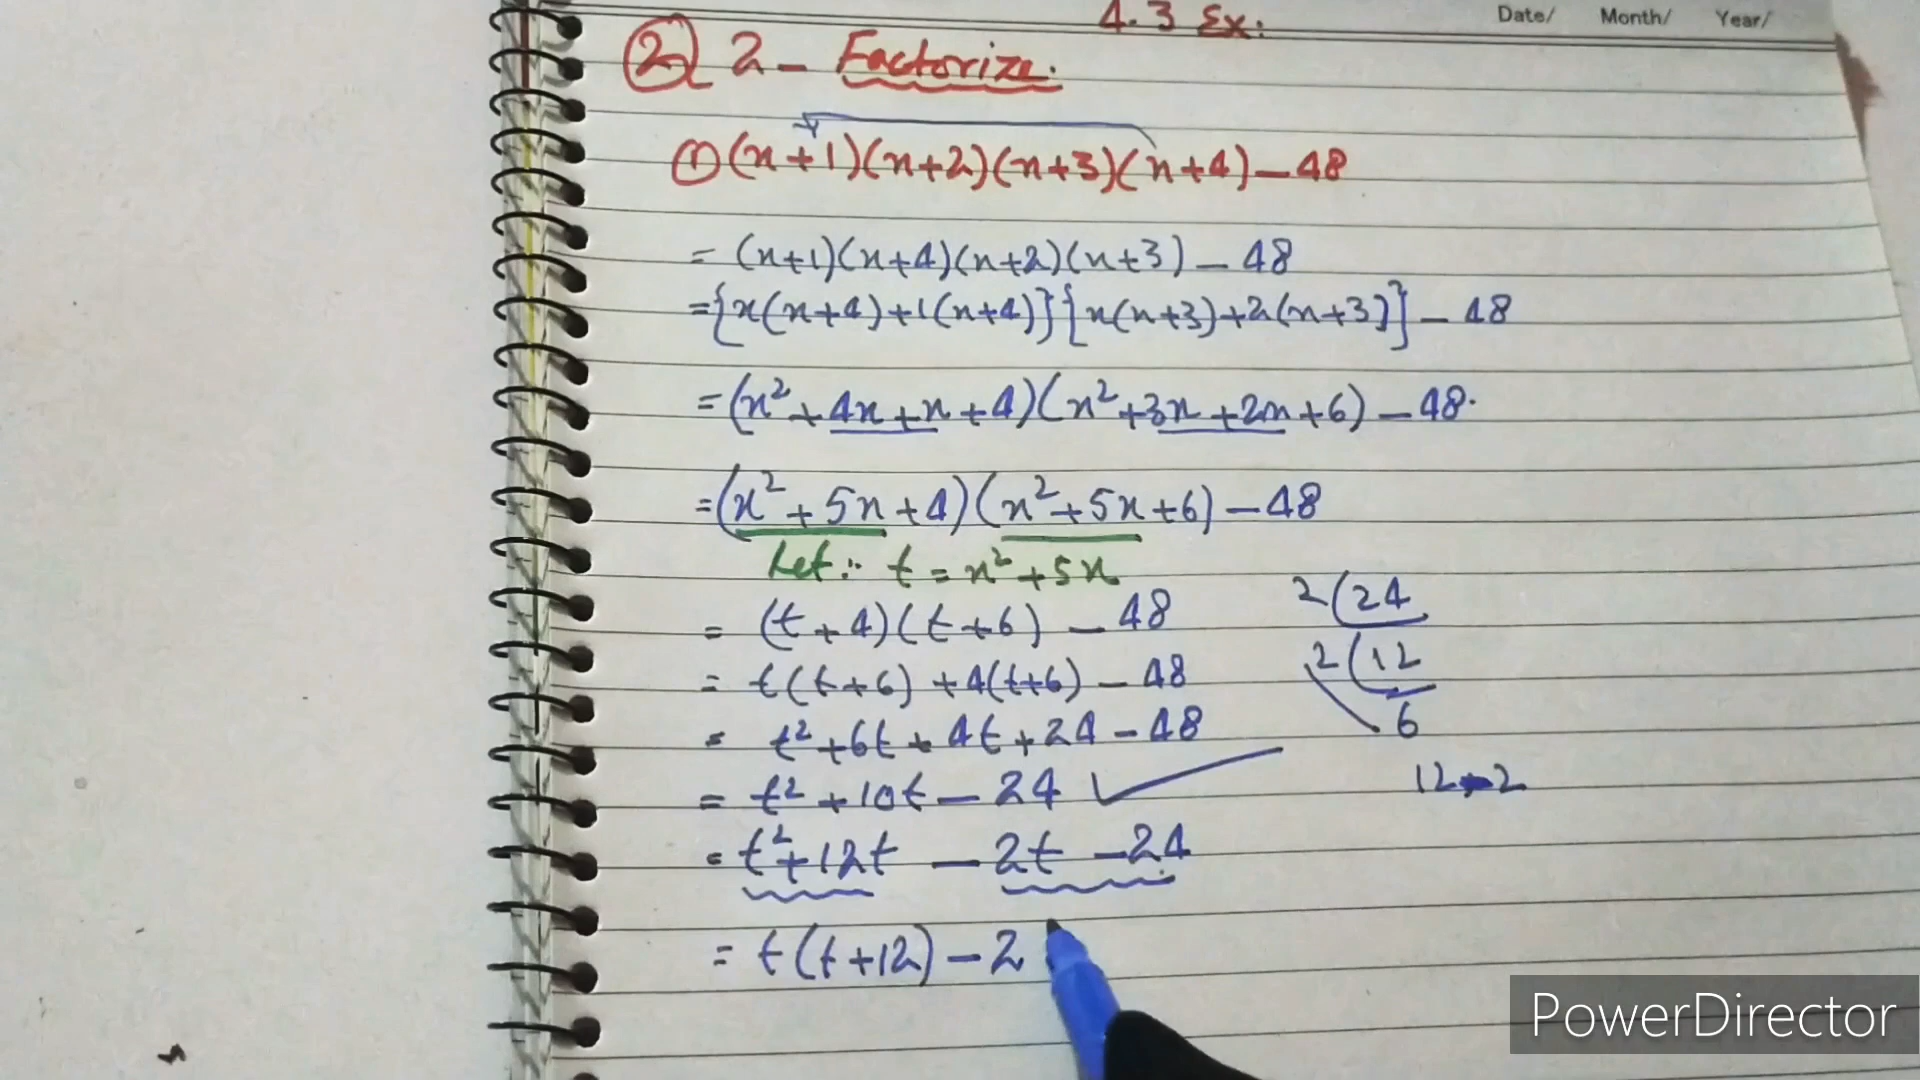 4.3 Ex:
Date/ Month/ Year/
② 2 - Factorize.
① (x+1)(x+2)(x+3)(x+4) - 48
= (x+1)(x+4)(x+2)(x+3) - 48
= {x(x+4)+1(x+4)}{x(x+3)+2(x+3)} - 48
= (x²+4x+x+4)(x²+3x+2x+6) - 48.
= (x²+5x+4)(x²+5x+6) - 48
Let:. t = x²+5x
= (t+4)(t+6) - 48
= t(t+6) + 4(t+6) - 48
= t²+6t+4t+24-48
= t²+10t-24
= t²+12t - 2t - 24
= t(t+12) - 2
2 24
2 12
6
12-2
PowerDirector